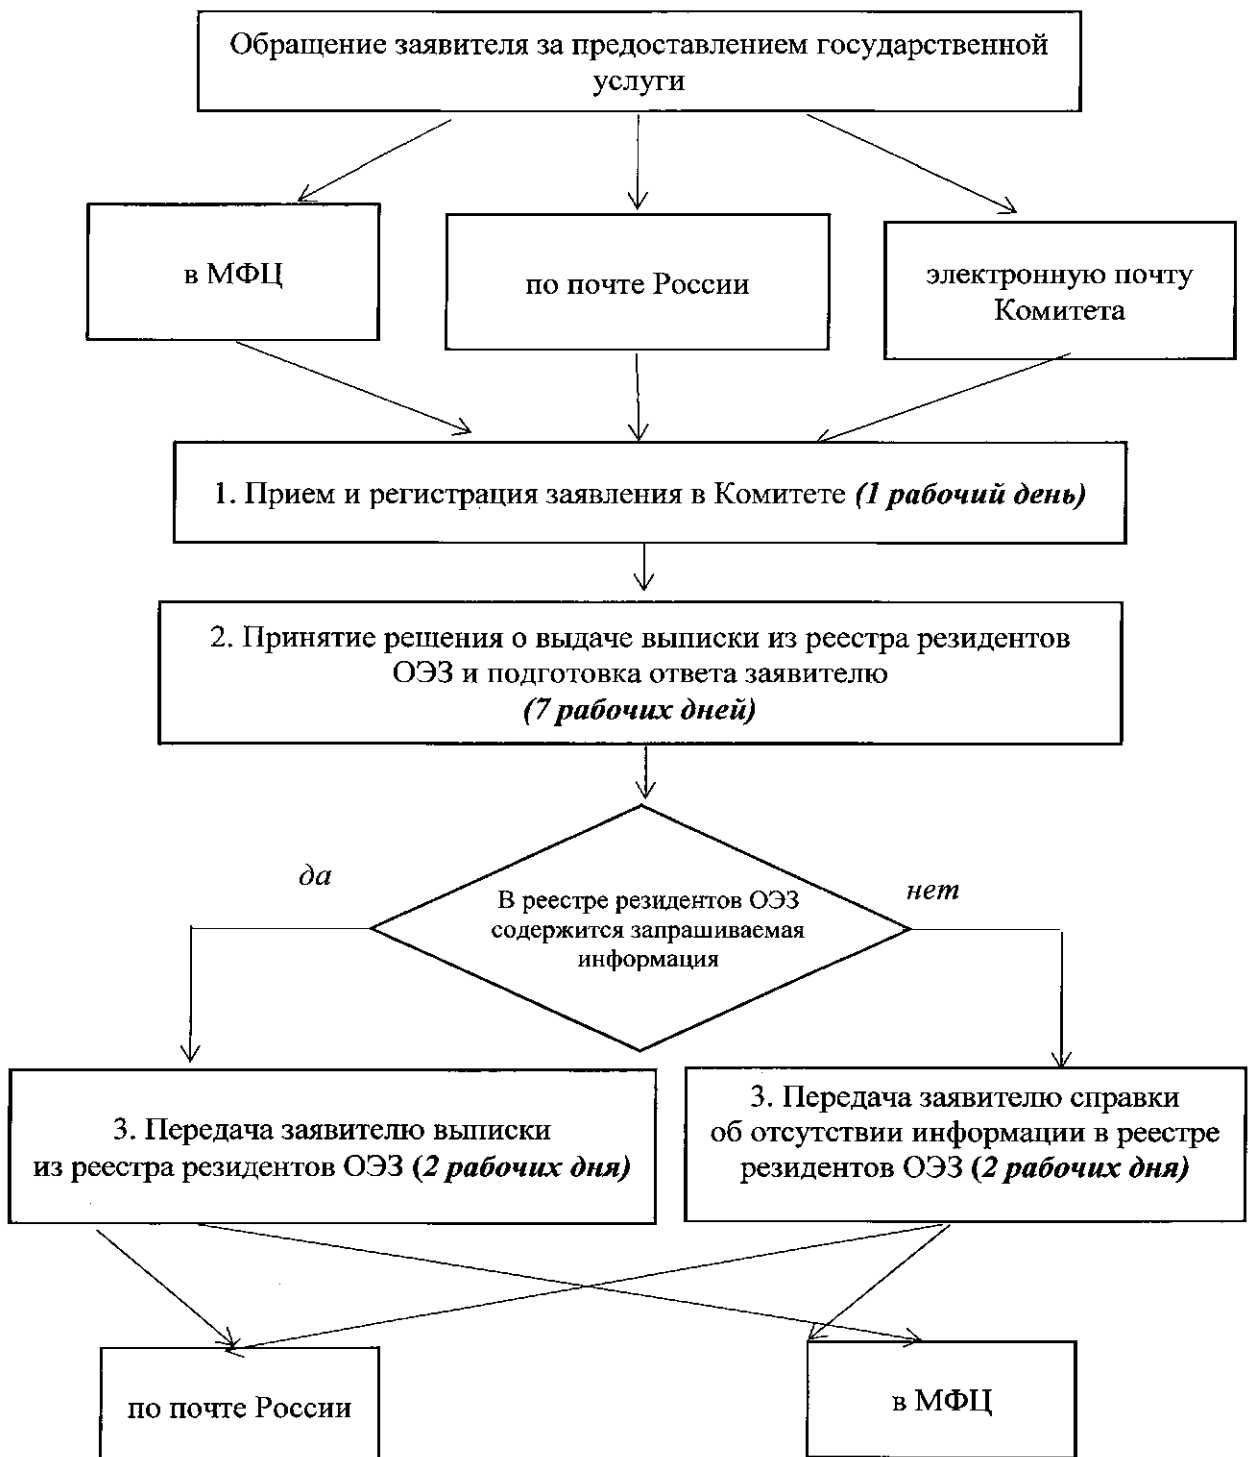 Обращение заявителя за предоставлением государственной
услуги
в МФЦ
по почте России
электронную почту
Комитета
1. Прием и регистрация заявления в Комитете (1 рабочий день)
2. Принятие решения о выдаче выписки из реестра резидентов
ОЭЗ и подготовка ответа заявителю
(7 рабочих дней)
да
нет
В реестре резидентов ОЭЗ
содержится запрашиваемая
информация
3. Передача заявителю выписки
из реестра резидентов ОЭЗ (2 рабочих дня)
3. Передача заявителю справки
об отсутствии информации в реестре
резидентов ОЭЗ (2 рабочих дня)
по почте России
в МФЦ